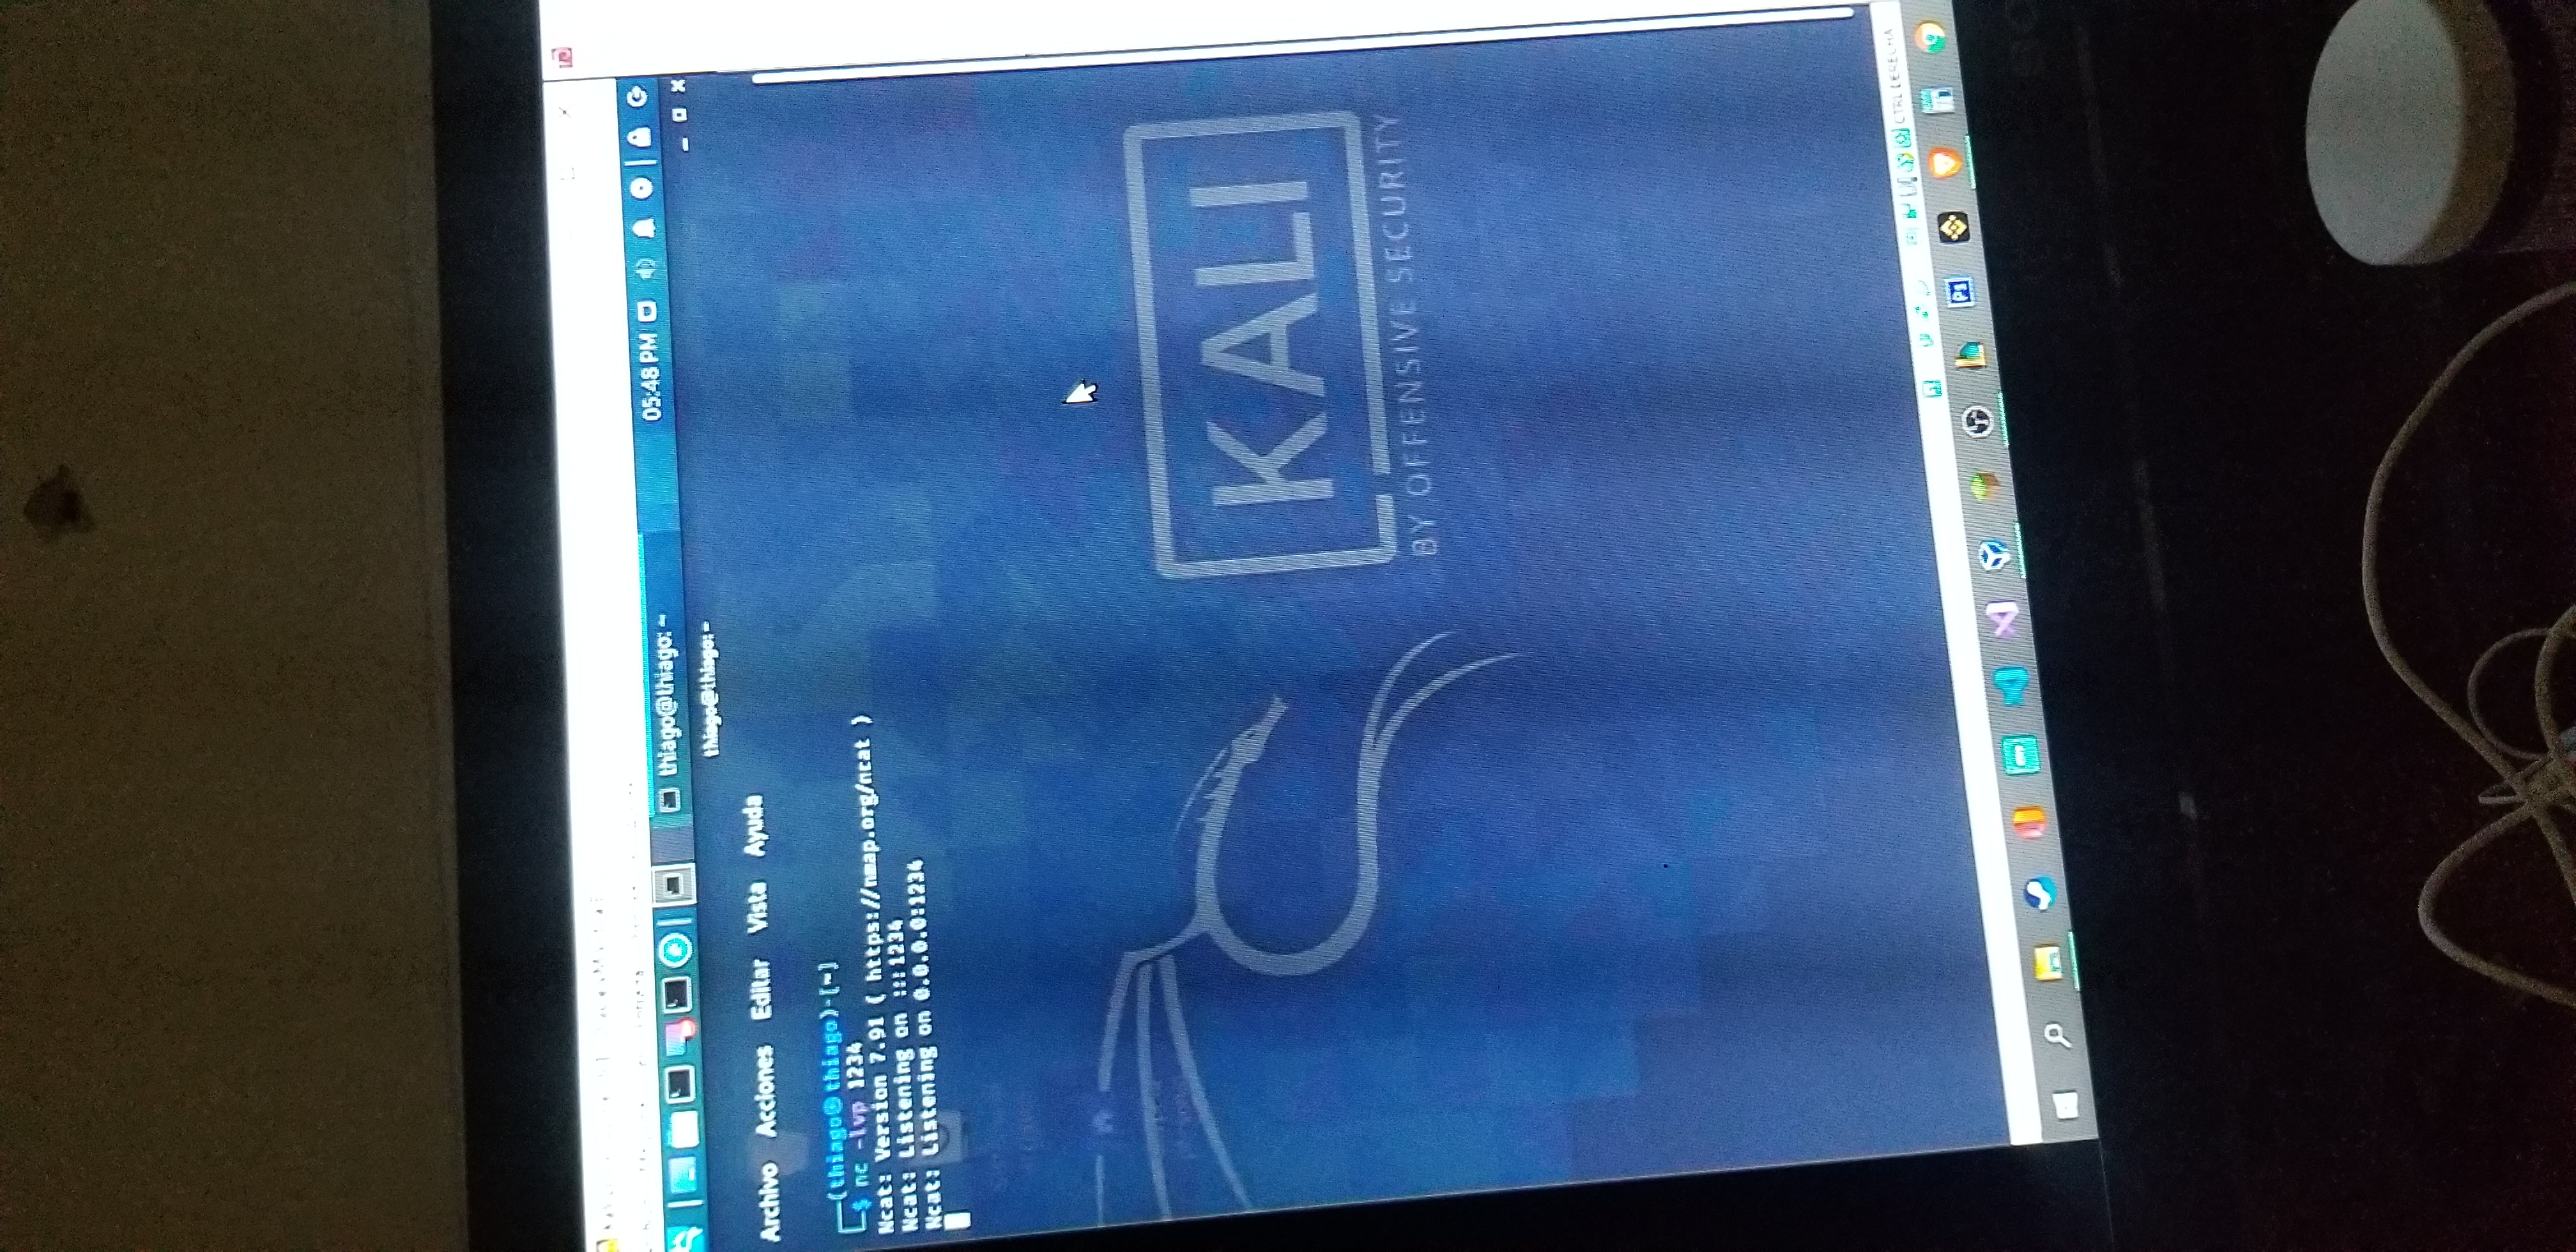 thiago@thiago: ~
05:48 PM
thiago@thiago: ~
Archivo Acciones Editar Vista Ayuda
(thiago㉿thiago)-[~]
$ nc -lvp 1234
Ncat: Version 7.91 ( https://nmap.org/ncat )
Ncat: Listening on :::1234
Ncat: Listening on 0.0.0.0:1234
KALI
BY OFFENSIVE SECURITY
CTRL DERECHA
Ps